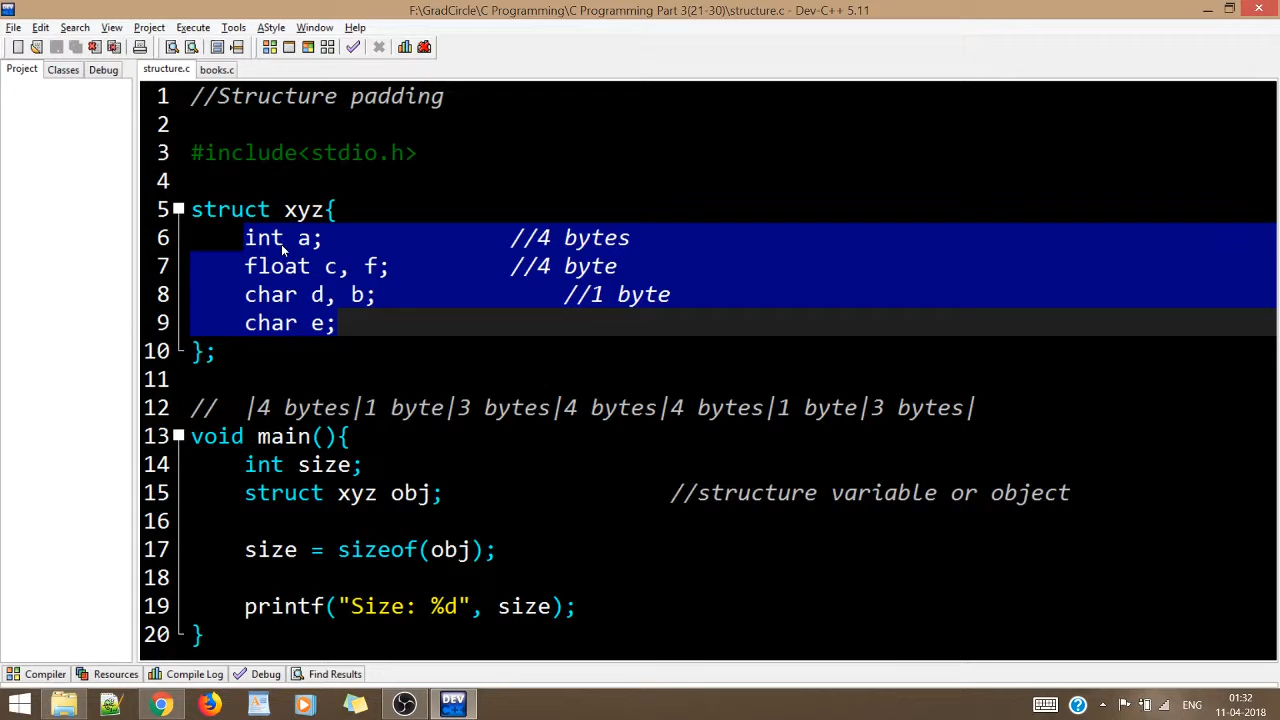 F:\GradCircle\C Programming\C Programming Part 3(21-30)\structure.c - Dev-C++ 5.11
File Edit Search View Project Execute Tools AStyle Window Help
Project Classes Debug structure.c books.c
1 //Structure padding
2
3 #include<stdio.h>
4
5 struct xyz{
6 int a; //4 bytes
7 float c, f; //4 byte
8 char d, b; //1 byte
9 char e;
10 };
11
12 // |4 bytes|1 byte|3 bytes|4 bytes|4 bytes|1 byte|3 bytes|
13 void main(){
14 int size;
15 struct xyz obj; //structure variable or object
16
17 size = sizeof(obj);
18
19 printf("Size: %d", size);
20 }
Compiler Resources Compile Log Debug Find Results
DEV ENG 01:32
11-04-2018